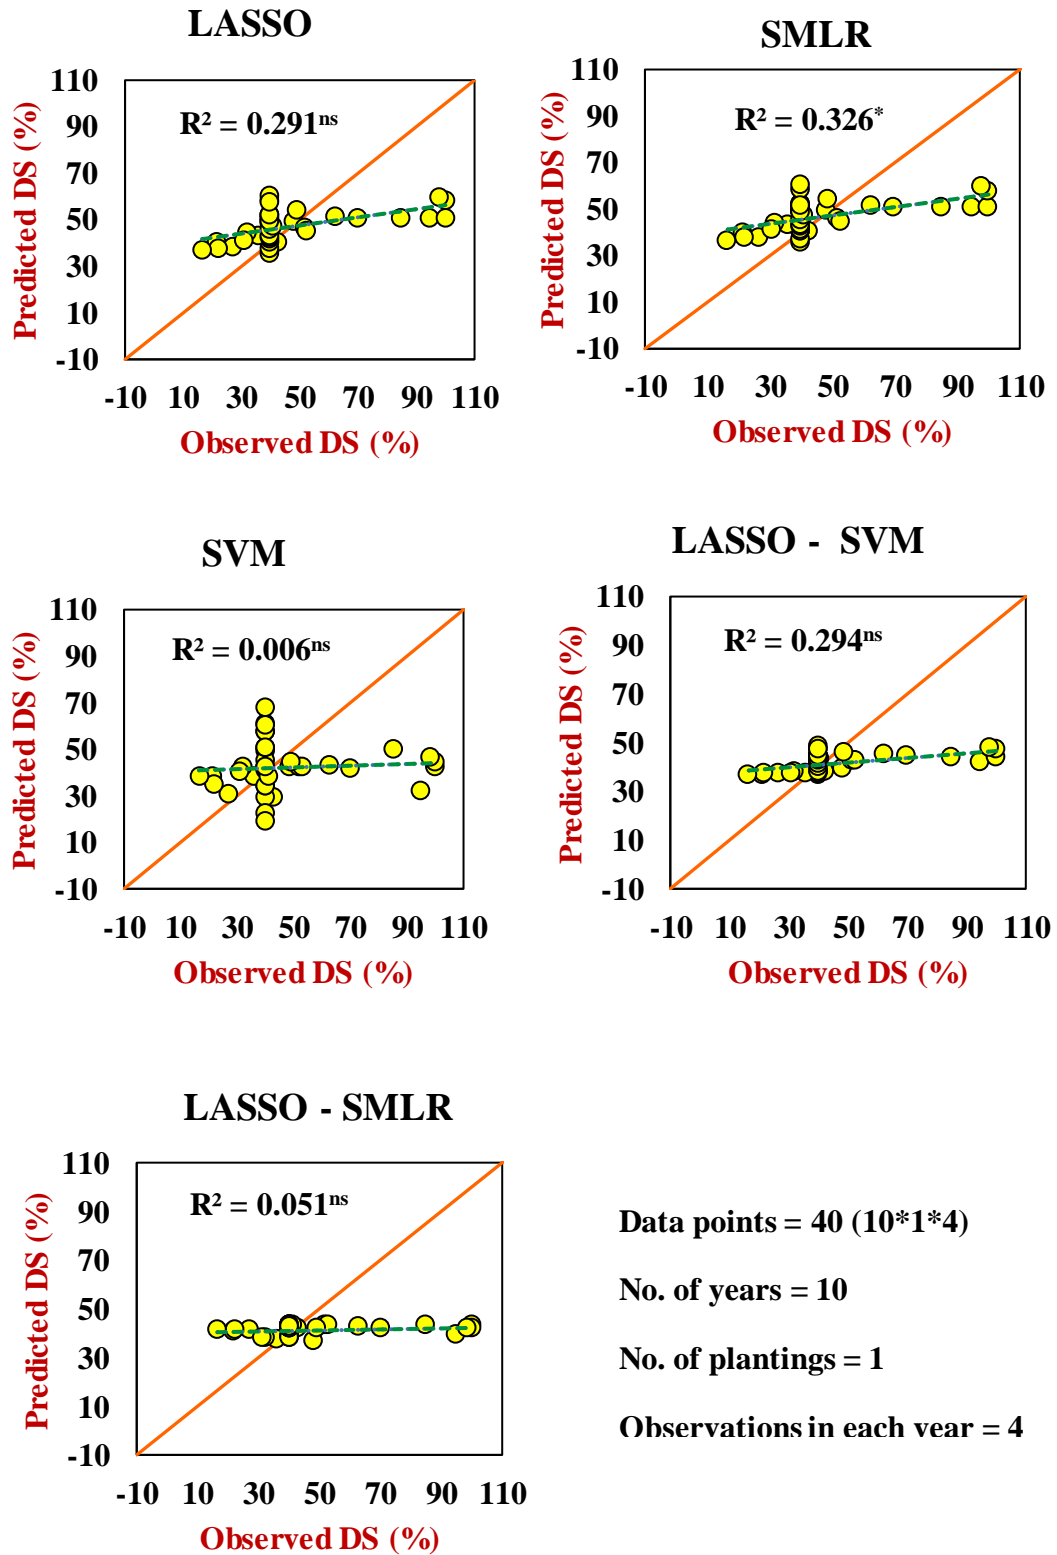 LASSO
110
90
70
50
30
10
-10
Predicted DS (%)
R² = 0.291ⁿˢ
-10 10 30 50 70 90 110
Observed DS (%)
SMLR
110
90
70
50
30
10
-10
Predicted DS (%)
R² = 0.326*
-10 10 30 50 70 90 110
Observed DS (%)
SVM
110
90
70
50
30
10
-10
Predicted DS (%)
R² = 0.006ⁿˢ
-10 10 30 50 70 90 110
Observed DS (%)
LASSO - SVM
110
90
70
50
30
10
-10
Predicted DS (%)
R² = 0.294ⁿˢ
-10 10 30 50 70 90 110
Observed DS (%)
LASSO - SMLR
110
90
70
50
30
10
-10
Predicted DS (%)
R² = 0.051ⁿˢ
-10 10 30 50 70 90 110
Observed DS (%)
Data points = 40 (10*1*4)
No. of years = 10
No. of plantings = 1
Observations in each year = 4